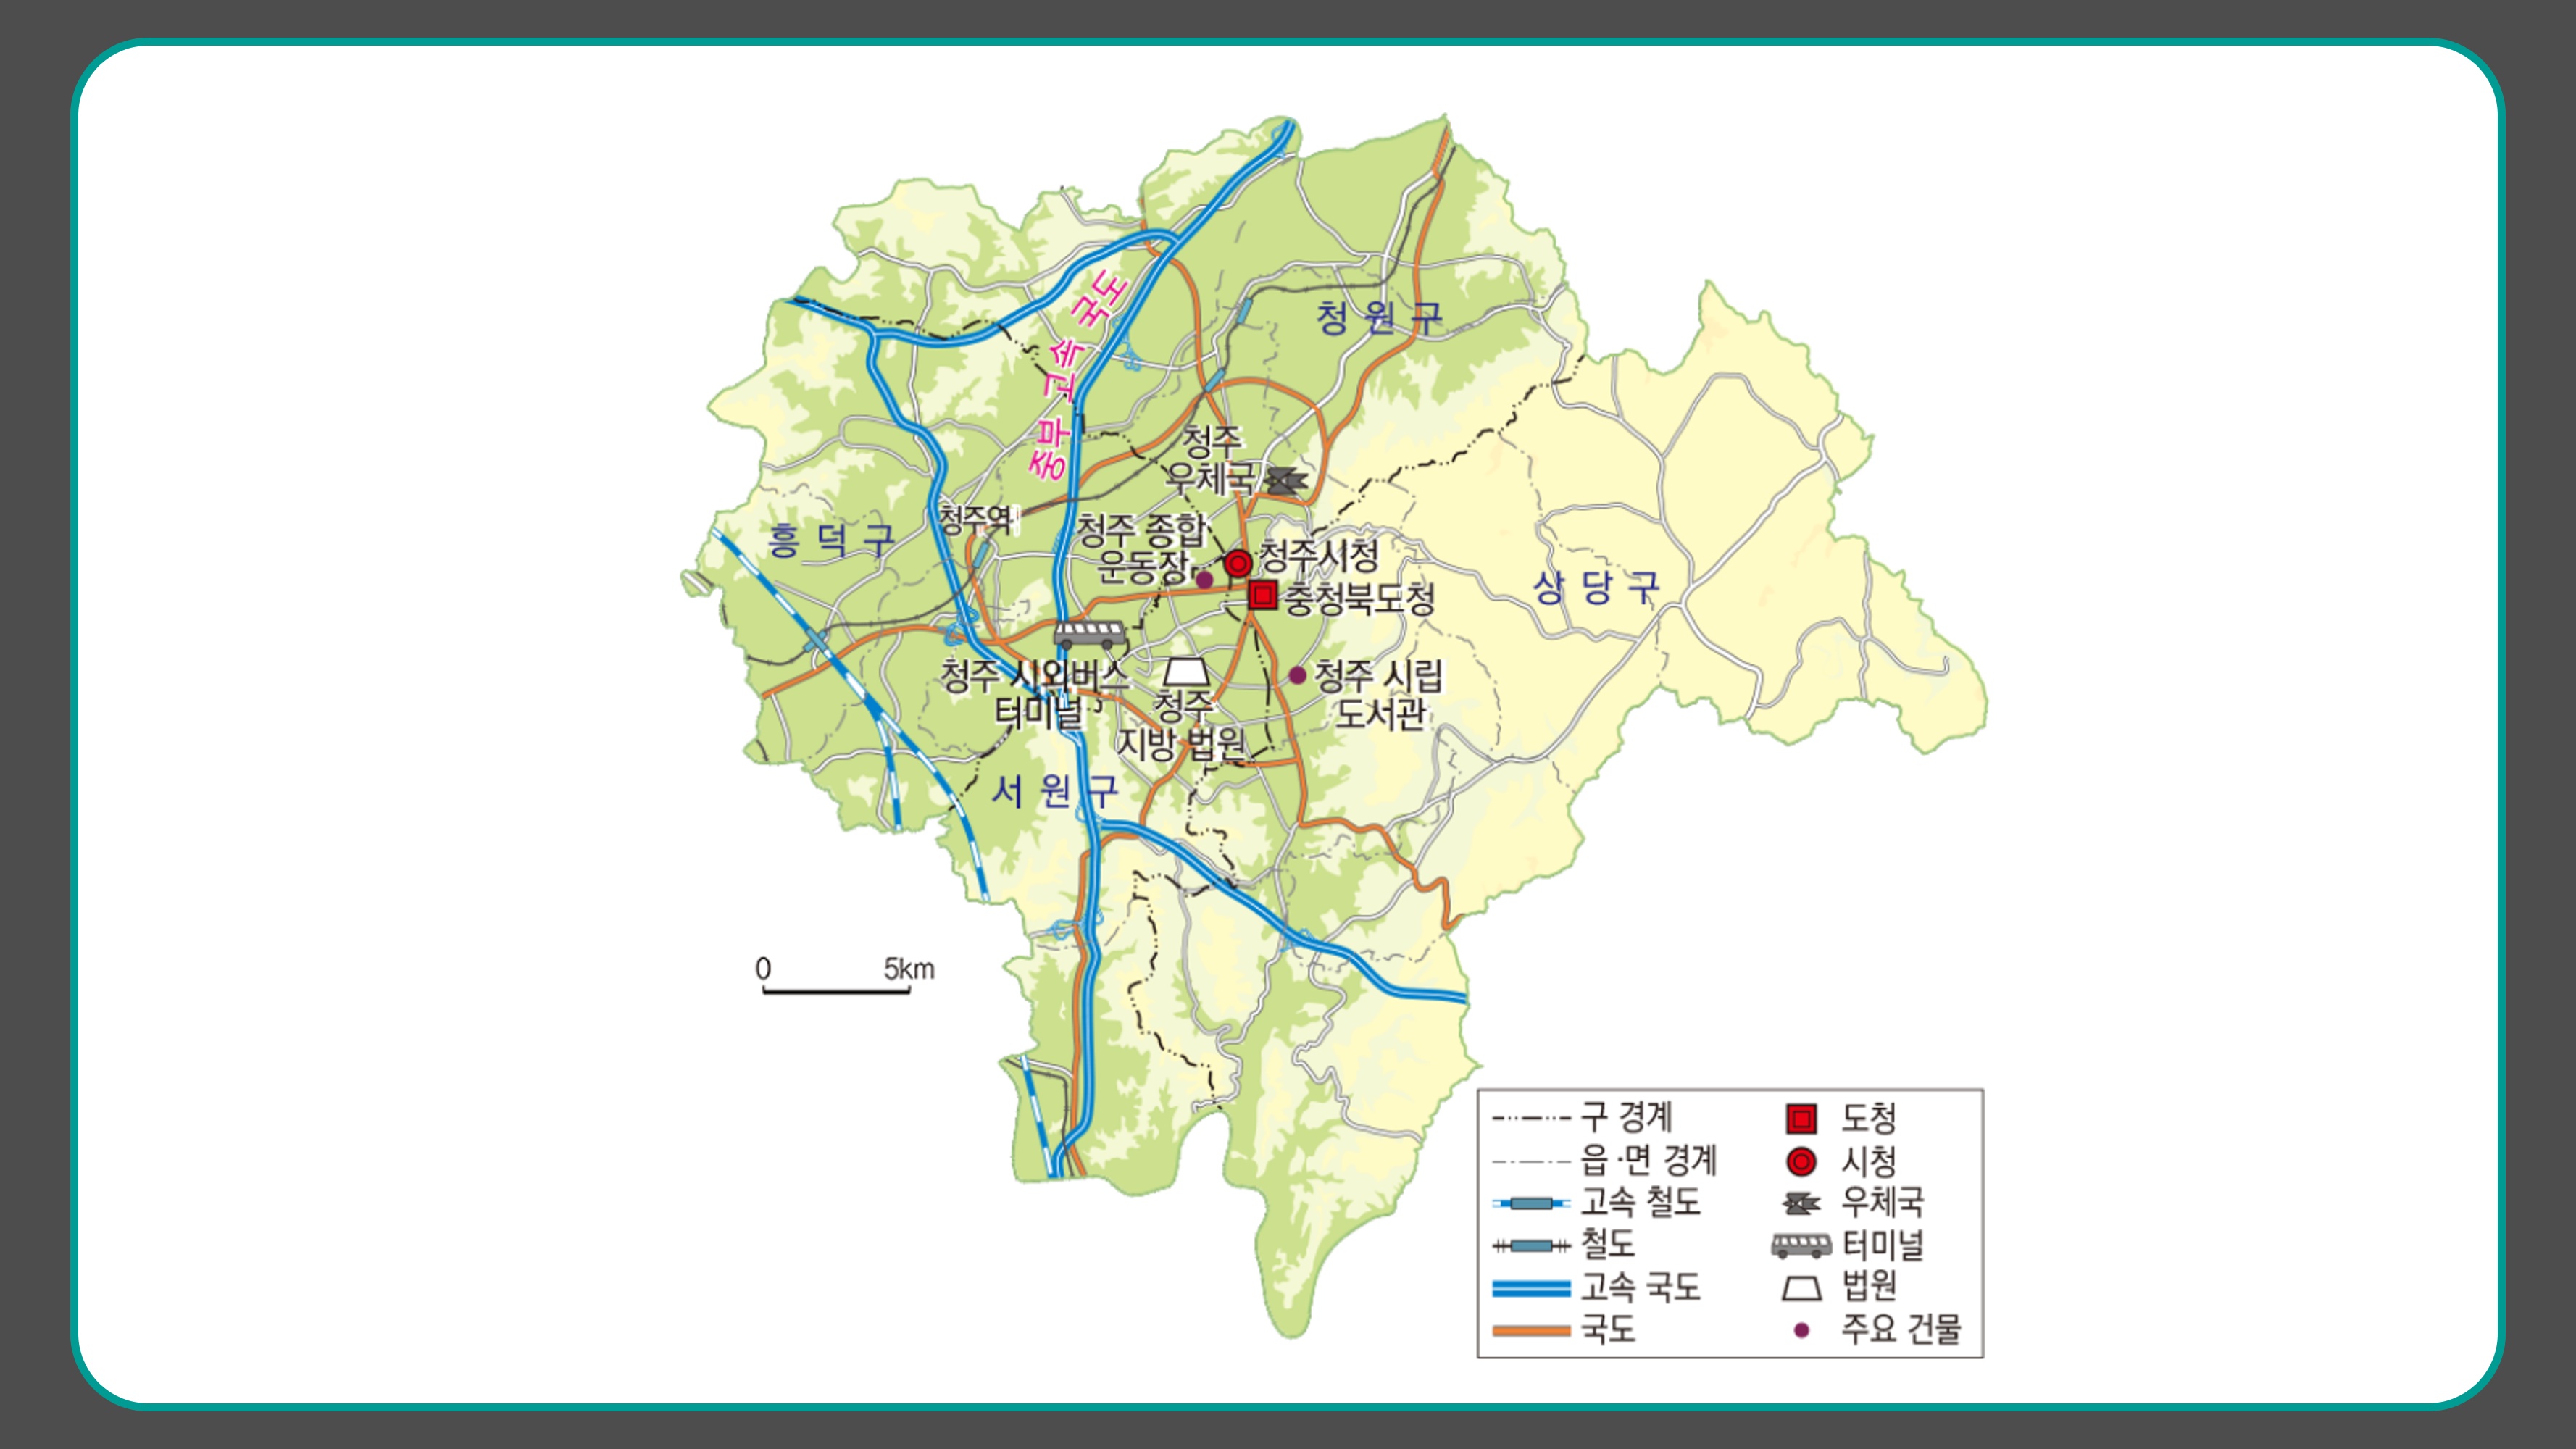 중부 고속 국도
청원구
청주
우체국
청주역
흥덕구
청주 종합
운동장
청주시청
충청북도청
상당구
청주 시외버스
터미널
청주
지방 법원
청주 시립
도서관
서원구
0 5km
구 경계
읍·면 경계
고속 철도
철도
고속 국도
국도
도청
시청
우체국
터미널
법원
주요 건물